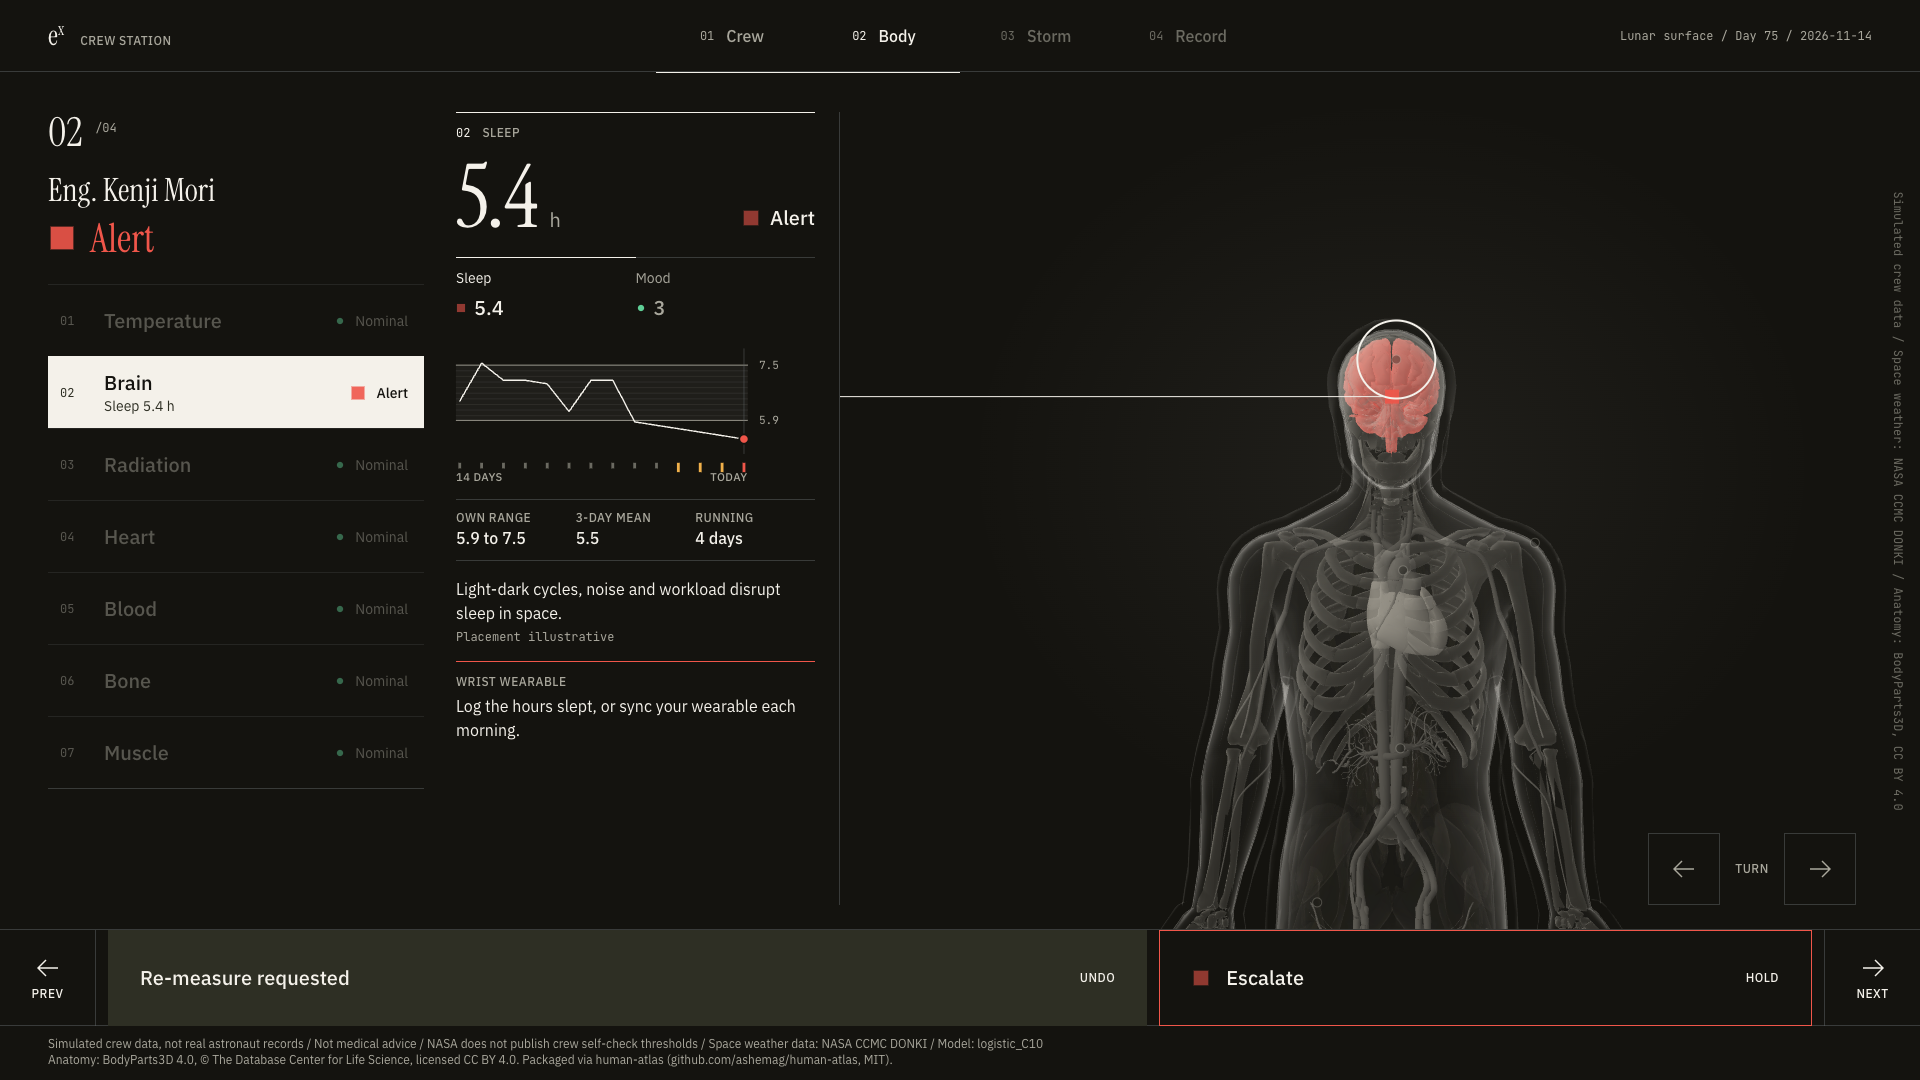 eˣ CREW STATION
01 Crew
02 Body
03 Storm
04 Record
Lunar surface / Day 75 / 2026-11-14
02 /04
Eng. Kenji Mori
Alert
01 Temperature Nominal
02 Brain Alert
Sleep 5.4 h
03 Radiation Nominal
04 Heart Nominal
05 Blood Nominal
06 Bone Nominal
07 Muscle Nominal
02 SLEEP
5.4 h
Alert
Sleep Mood
5.4 3
7.5
5.9
14 DAYS TODAY
OWN RANGE 3-DAY MEAN RUNNING
5.9 to 7.5 5.5 4 days
Light-dark cycles, noise and workload disrupt
sleep in space.
Placement illustrative
WRIST WEARABLE
Log the hours slept, or sync your wearable each
morning.
Simulated crew data / Space weather: NASA CCMC DONKI / Anatomy: BodyParts3D, CC BY 4.0
TURN
PREV
Re-measure requested UNDO
Escalate HOLD
NEXT
Simulated crew data, not real astronaut records / Not medical advice / NASA does not publish crew self-check thresholds / Space weather data: NASA CCMC DONKI / Model: logistic_C10
Anatomy: BodyParts3D 4.0, © The Database Center for Life Science, licensed CC BY 4.0. Packaged via human-atlas (github.com/ashemag/human-atlas, MIT).